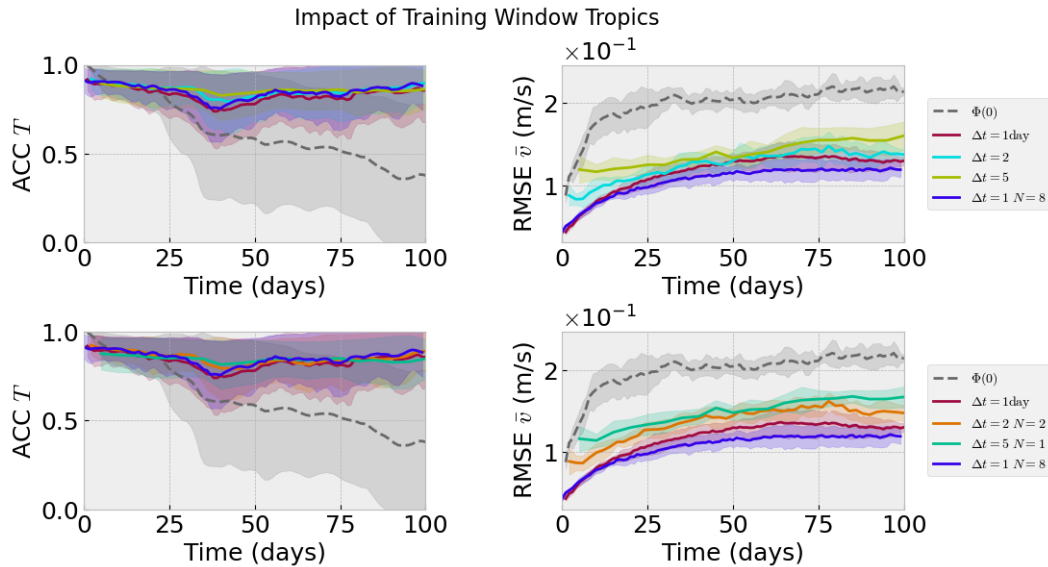 Impact of Training Window Tropics
ACC T
1.0
0.5
0.0
0 25 50 75 100
Time (days)
×10⁻¹
RMSE v̄ (m/s)
2
1
0 25 50 75 100
Time (days)
Φ(0)
Δt = 1day
Δt = 2
Δt = 5
Δt = 1 N = 8
ACC T
1.0
0.5
0.0
0 25 50 75 100
Time (days)
×10⁻¹
RMSE v̄ (m/s)
2
1
0 25 50 75 100
Time (days)
Φ(0)
Δt = 1day
Δt = 2 N = 2
Δt = 5 N = 1
Δt = 1 N = 8